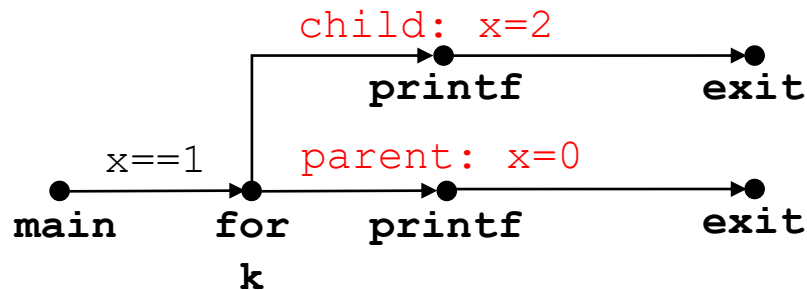 child: x=2
printf exit
x==1 parent: x=0
main for printf exit
k